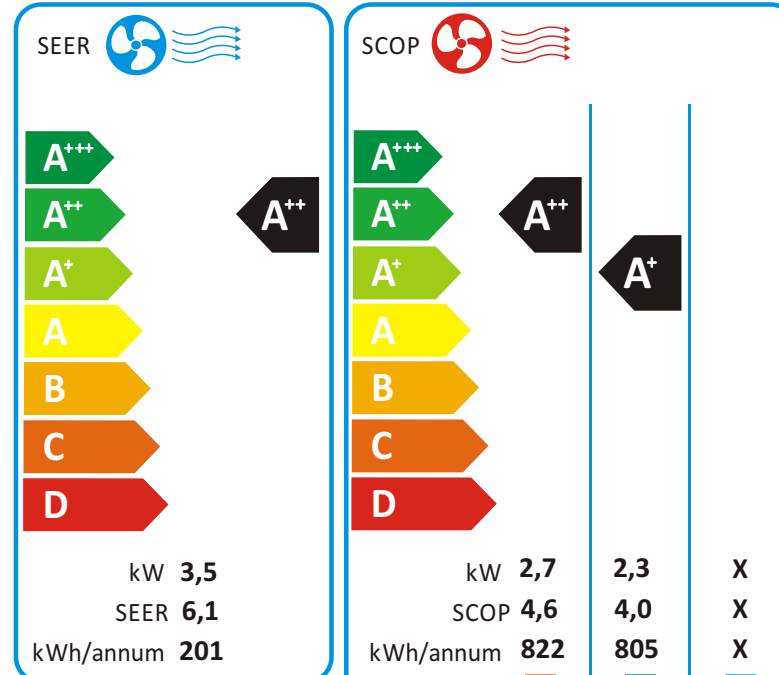 SEER
A+++
A++
A++
A+
A
B
C
D
kW 3,5
SEER 6,1
kWh/annum 201
SCOP
A+++
A++
A++
A+
A+
A
B
C
D
kW 2,7 2,3 X
SCOP 4,6 4,0 X
kWh/annum 822 805 X